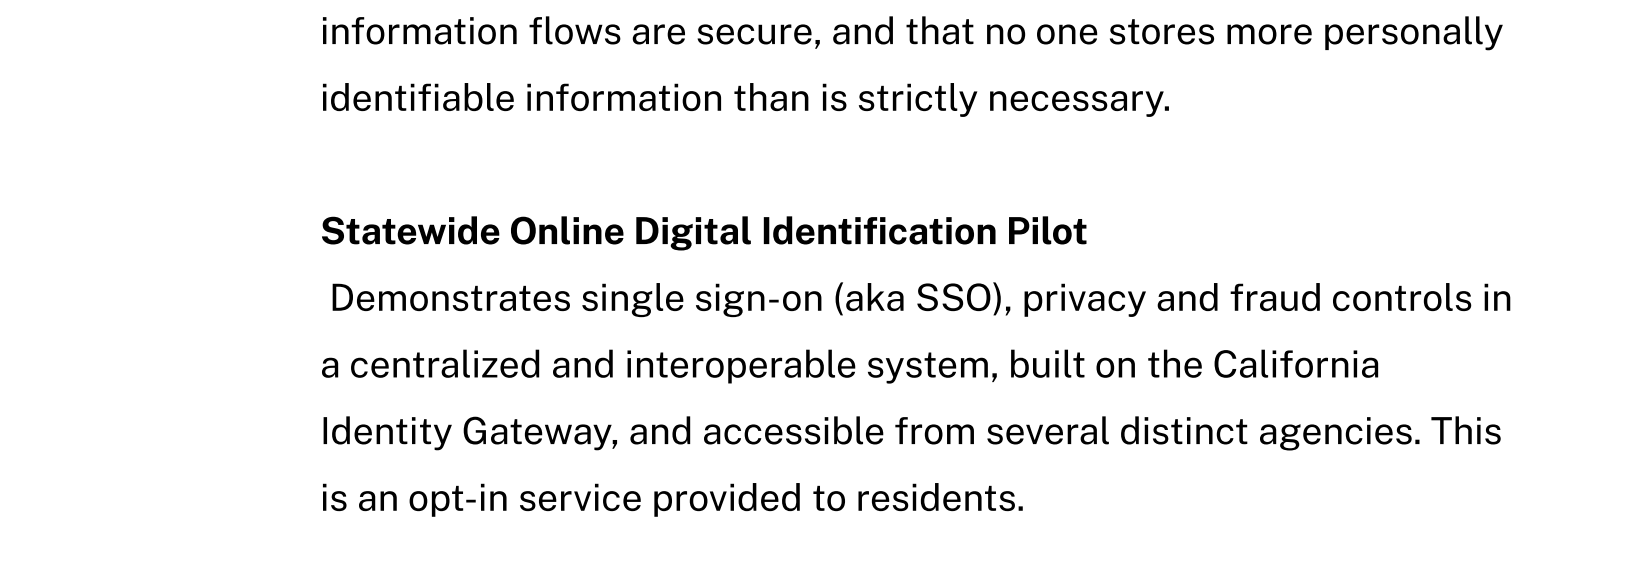 information flows are secure, and that no one stores more personally
identifiable information than is strictly necessary.
Statewide Online Digital Identification Pilot
Demonstrates single sign-on (aka SSO), privacy and fraud controls in
a centralized and interoperable system, built on the California
Identity Gateway, and accessible from several distinct agencies. This
is an opt-in service provided to residents.